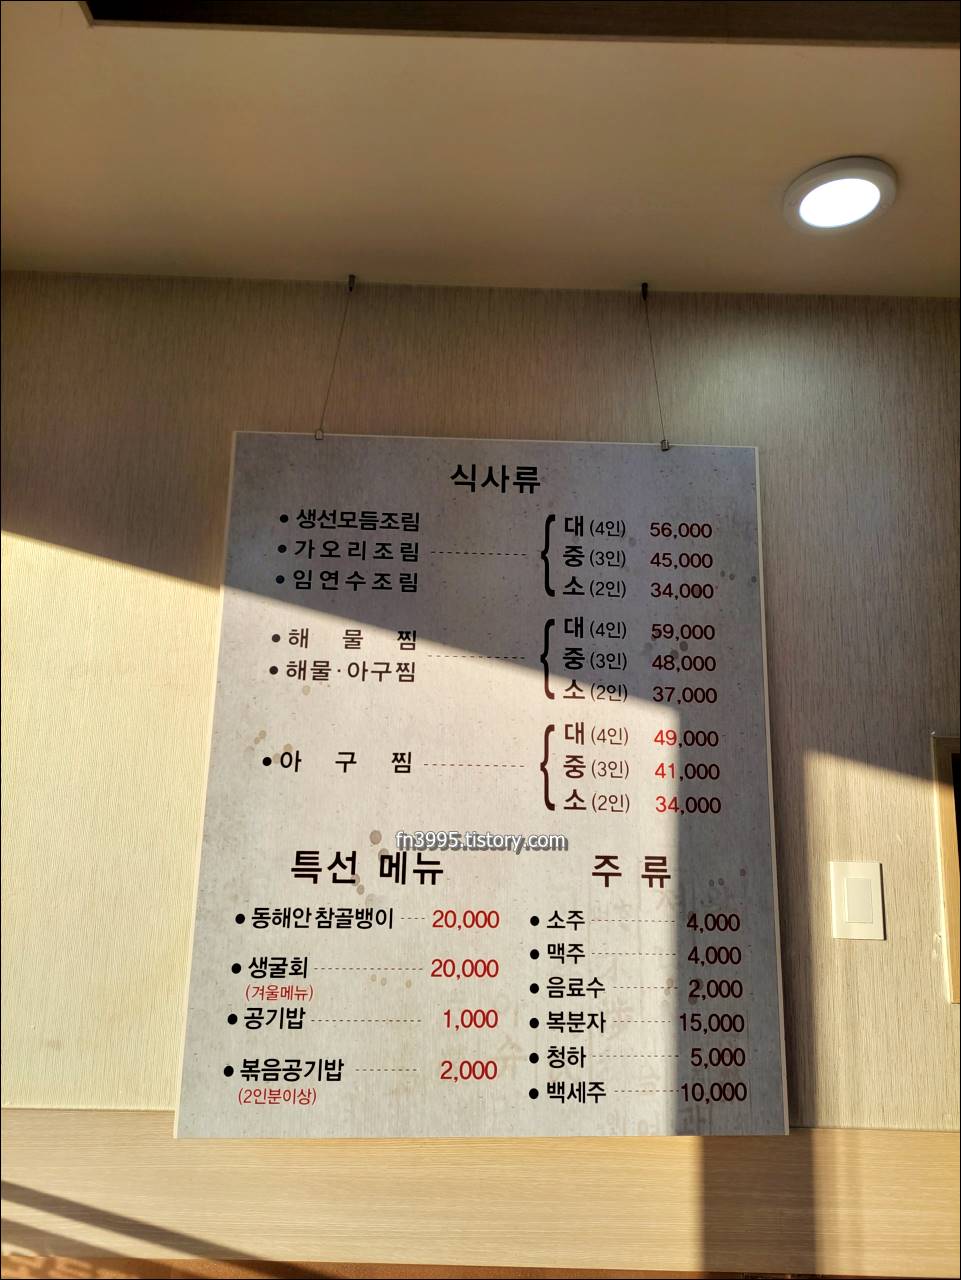 식사류
• 생선모듬조림
• 가오리조림
• 임연수조림
대 (4인) 56,000
중 (3인) 45,000
소 (2인) 34,000
• 해물찜
• 해물·아구찜
대 (4인) 59,000
중 (3인) 48,000
소 (2인) 37,000
• 아구찜
대 (4인) 49,000
중 (3인) 41,000
소 (2인) 34,000
fn3995.tistory.com
특선 메뉴
• 동해안참골뱅이 20,000
• 생굴회 20,000
(겨울메뉴)
• 공기밥 1,000
• 볶음공기밥 2,000
(2인분이상)
주류
• 소주 4,000
• 맥주 4,000
• 음료수 2,000
• 복분자 15,000
• 청하 5,000
• 백세주 10,000